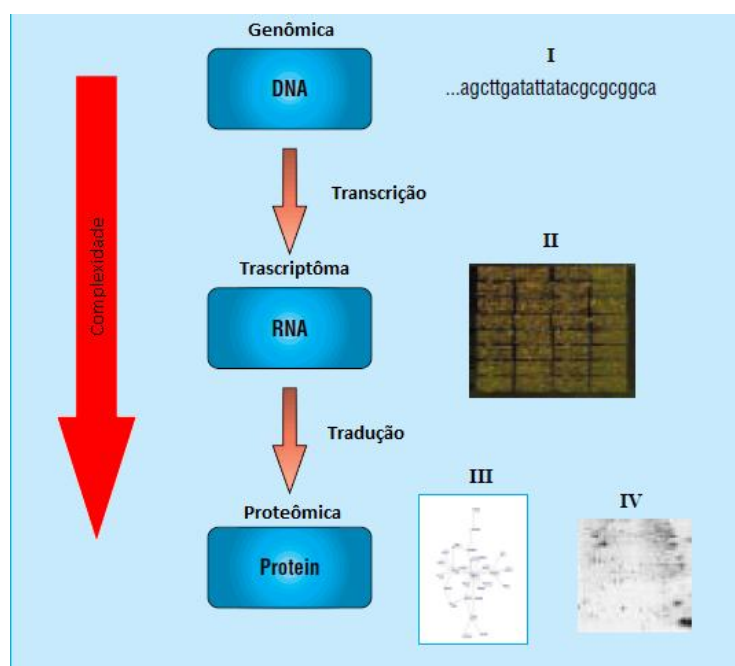 Genômica
DNA
I
...agcttgatattatacgcgcggca
Transcrição
Complexidade
II
Trascriptôma
RNA
Tradução
III
IV
Proteômica
Protein